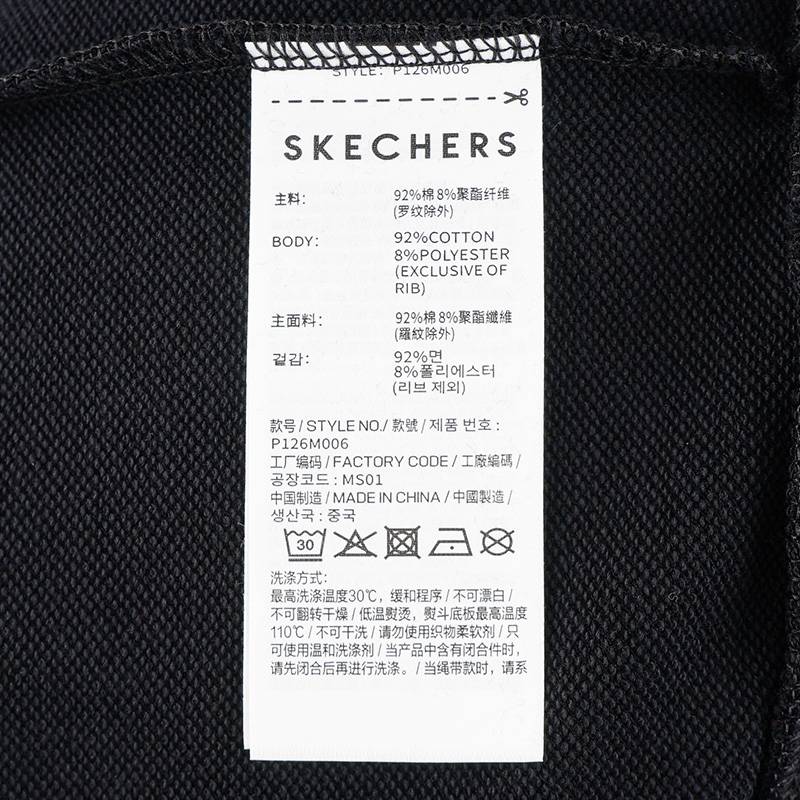 STYLE: P126M006
SKECHERS
主料: 92%棉 8%聚酯纤维
(罗纹除外)
BODY: 92%COTTON
8%POLYESTER
(EXCLUSIVE OF
RIB)
主面料: 92%棉 8%聚酯纖維
(羅紋除外)
겉감: 92%면
8%폴리에스터
(리브 제외)
款号 / STYLE NO./ 款號 / 제품 번호 :
P126M006
工厂编码 / FACTORY CODE / 工廠編碼 /
공장코드 : MS01
中国制造 / MADE IN CHINA / 中國製造 /
생산국 : 중국
30
洗涤方式:
最高洗涤温度30℃，缓和程序 / 不可漂白 /
不可翻转干燥 / 低温熨烫，熨斗底板最高温度
110℃ / 不可干洗 / 请勿使用织物柔软剂 / 只
可使用温和洗涤剂 / 当产品中含有闭合件时，
请先闭合后再进行洗涤。 / 当绳带款时，请系